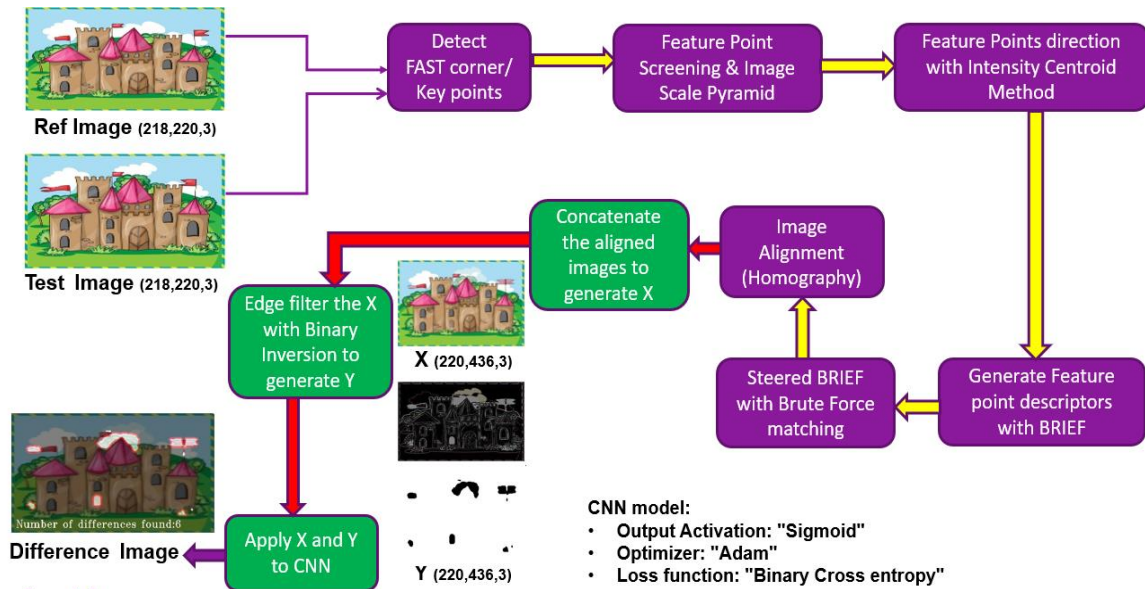 Ref Image (218,220,3)
Test Image (218,220,3)
Detect
FAST corner/
Key points
Feature Point
Screening & Image
Scale Pyramid
Feature Points direction
with Intensity Centroid
Method
Generate Feature
point descriptors
with BRIEF
Steered BRIEF
with Brute Force
matching
Image
Alignment
(Homography)
Concatenate
the aligned
images to
generate X
Edge filter the X
with Binary
Inversion to
generate Y
X (220,436,3)
Y (220,436,3)
Apply X and Y
to CNN
Number of differences found:6
Difference Image
CNN model:
• Output Activation: "Sigmoid"
• Optimizer: "Adam"
• Loss function: "Binary Cross entropy"